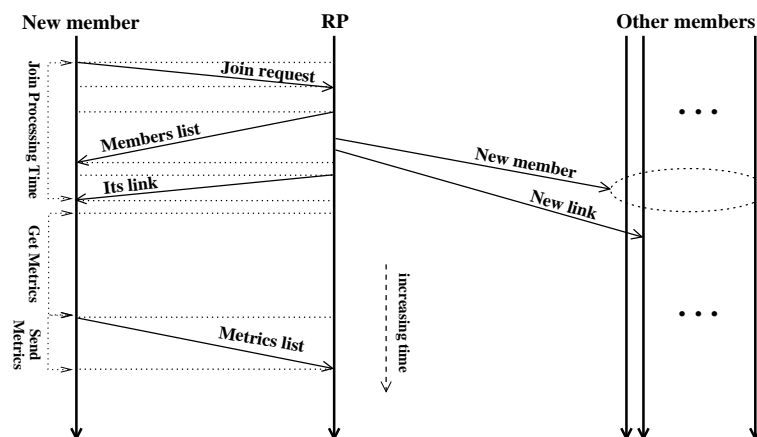 New member
RP
Other members
Join request
Members list
Its link
New member
New link
Metrics list
Join Processing Time
Get Metrics
Send
Metrics
increasing time